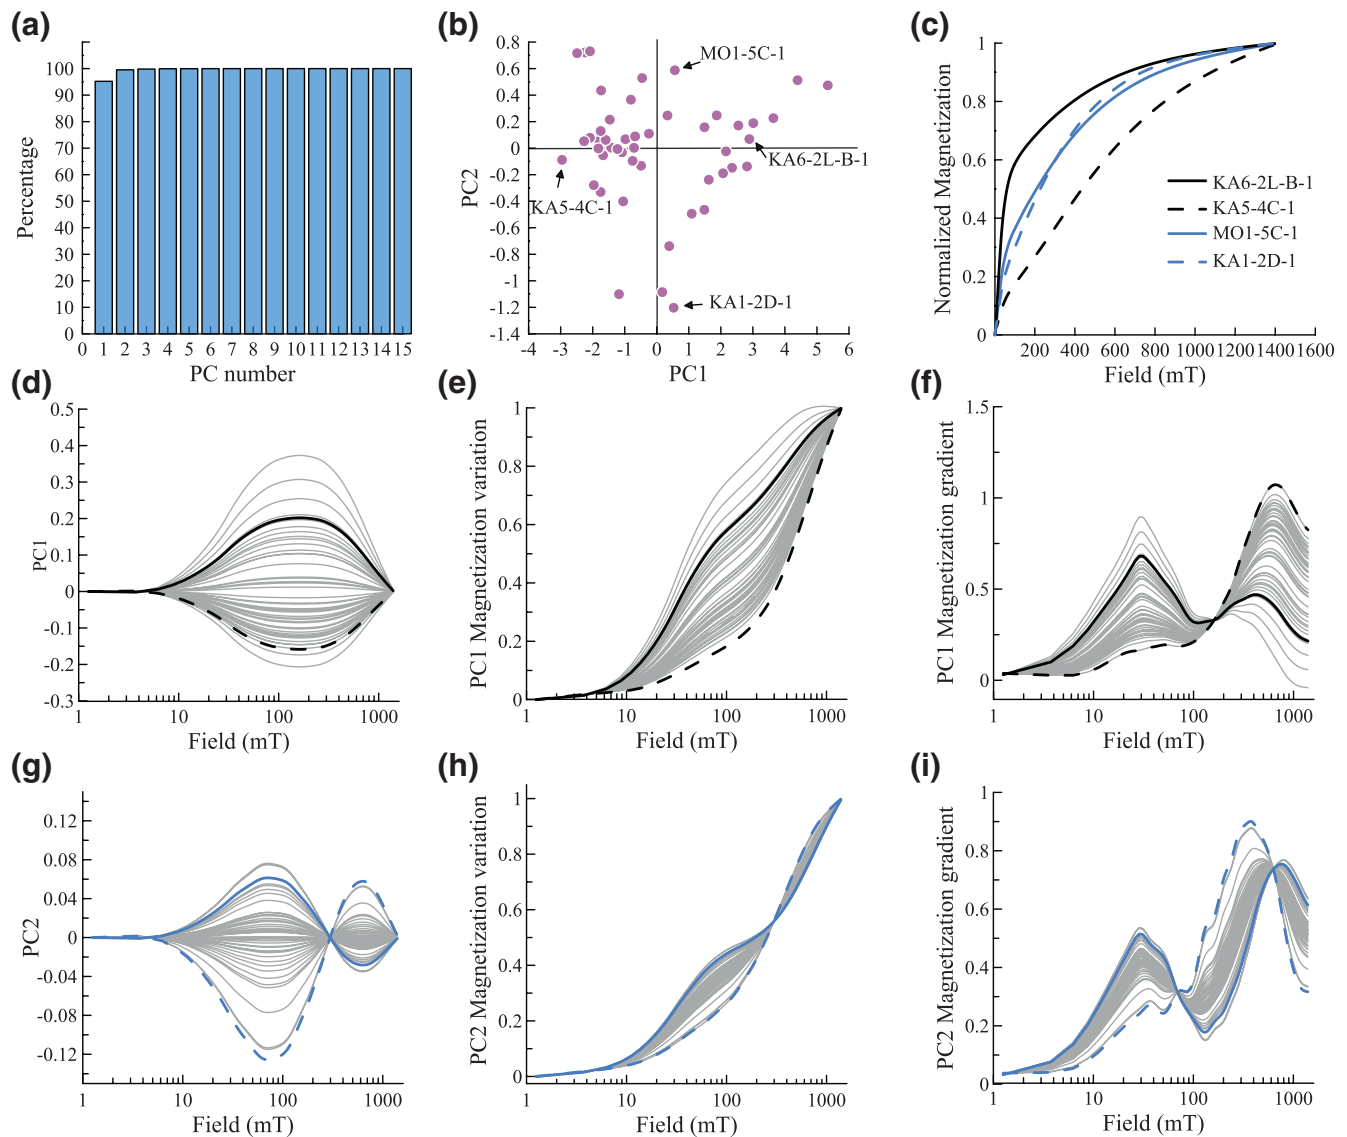 (a)
100
90
80
70
60
50
40
30
20
10
0
Percentage
0 1 2 3 4 5 6 7 8 9 10 11 12 13 14 15
PC number
(b)
0.8
0.6
0.4
0.2
0
-0.2
-0.4
-0.6
-0.8
-1
-1.2
-1.4
PC2
MO1-5C-1
KA6-2L-B-1
KA5-4C-1
KA1-2D-1
-4 -3 -2 -1 0 1 2 3 4 5 6
PC1
(c)
1
0.8
0.6
0.4
0.2
0
Normalized Magnetization
KA6-2L-B-1
KA5-4C-1
MO1-5C-1
KA1-2D-1
200 400 600 800 1000 1200 1400 1600
Field (mT)
(d)
0.5
0.4
0.3
0.2
0.1
0
-0.1
-0.2
-0.3
PC1
1 10 100 1000
Field (mT)
(e)
1
0.8
0.6
0.4
0.2
0
PC1 Magnetization variation
1 10 100 1000
Field (mT)
(f)
1.5
1
0.5
0
PC1 Magnetization gradient
1 10 100 1000
Field (mT)
(g)
0.12
0.08
0.04
0
-0.04
-0.08
-0.12
PC2
1 10 100 1000
Field (mT)
(h)
1
0.8
0.6
0.4
0.2
0
PC2 Magnetization variation
1 10 100 1000
Field (mT)
(i)
1
0.8
0.6
0.4
0.2
0
PC2 Magnetization gradient
1 10 100 1000
Field (mT)